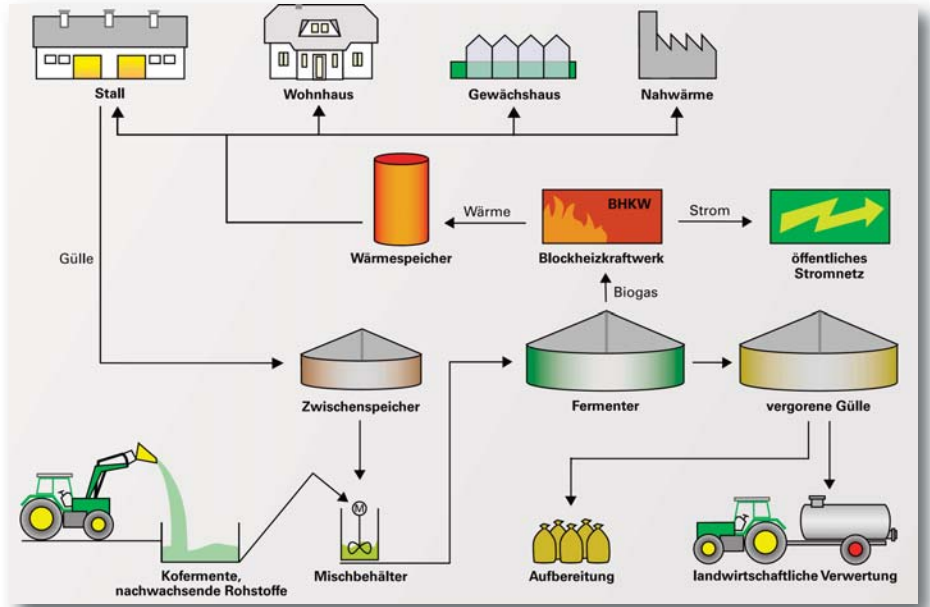 Stall
Wohnhaus
Gewächshaus
Nahwärme
BHKW
Wärme
Strom
Wärmespeicher
Blockheizkraftwerk
öffentliches
Stromnetz
Gülle
Biogas
Zwischenspeicher
Fermenter
vergorene Gülle
M
Kofermente,
nachwachsende Rohstoffe
Mischbehälter
Aufbereitung
landwirtschaftliche Verwertung